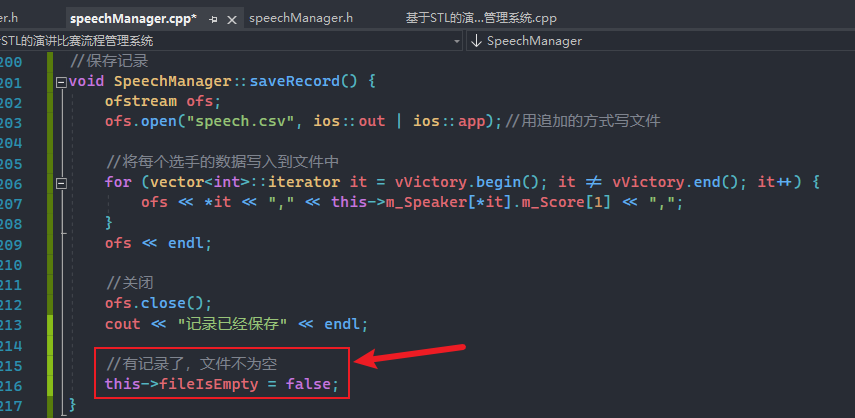 er.h speechManager.cpp* speechManager.h 基于STL的演...管理系统.cpp
STL的演讲比赛流程管理系统 SpeechManager
200 //保存记录
201 void SpeechManager::saveRecord() {
202 ofstream ofs;
203 ofs.open("speech.csv", ios::out | ios::app);//用追加的方式写文件
204
205 //将每个选手的数据写入到文件中
206 for (vector<int>::iterator it = vVictory.begin(); it != vVictory.end(); it++) {
207 ofs << *it << "," << this->m_Speaker[*it].m_Score[1] << ",";
208 }
209 ofs << endl;
210
211 //关闭
212 ofs.close();
213 cout << "记录已经保存" << endl;
214
215 //有记录了，文件不为空
216 this->fileIsEmpty = false;
217 }